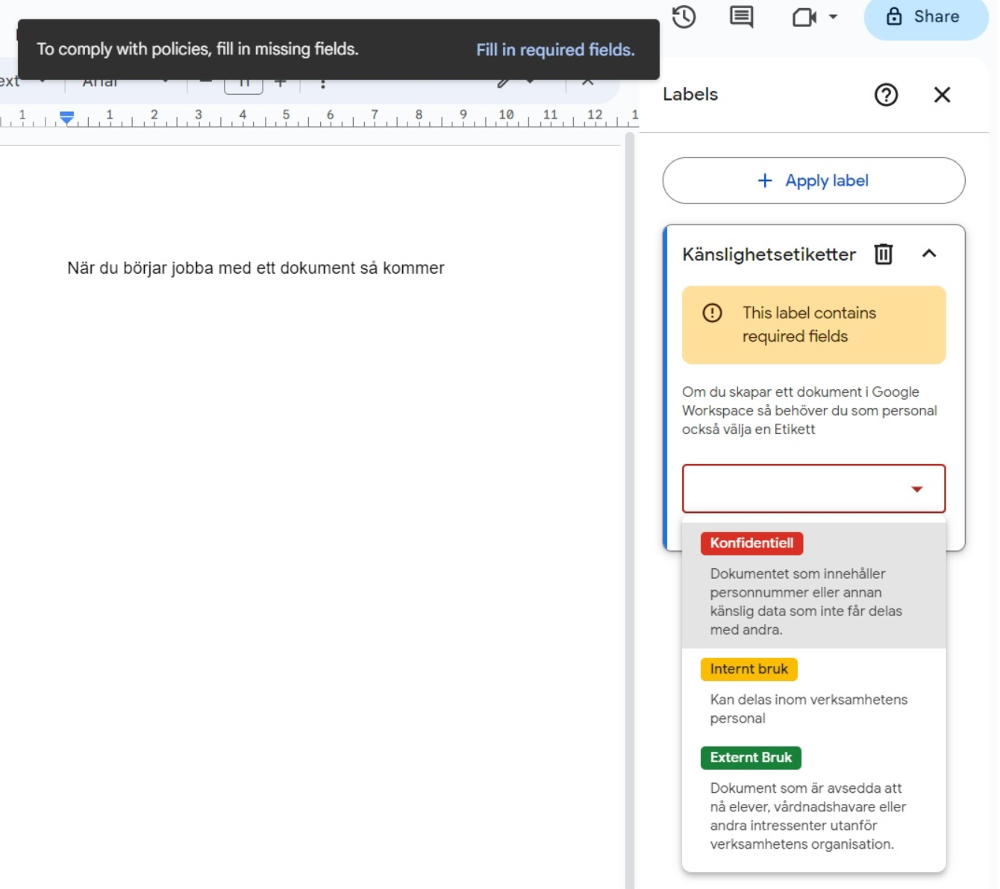 Share
To comply with policies, fill in missing fields. Fill in required fields.
Arial
11
1 1 2 3 4 5 6 7 8 9 10 11 12 1
Labels
Apply label
När du börjar jobba med ett dokument så kommer
Känslighetsetiketter
This label contains
required fields
Om du skapar ett dokument i Google
Workspace så behöver du som personal
också välja en Etikett
Konfidentiell
Dokumentet som innehåller
personnummer eller annan
känslig data som inte får delas
med andra.
Internt bruk
Kan delas inom verksamhetens
personal
Externt Bruk
Dokument som är avsedda att
nå elever, vårdnadshavare eller
andra intressenter utanför
verksamhetens organisation.